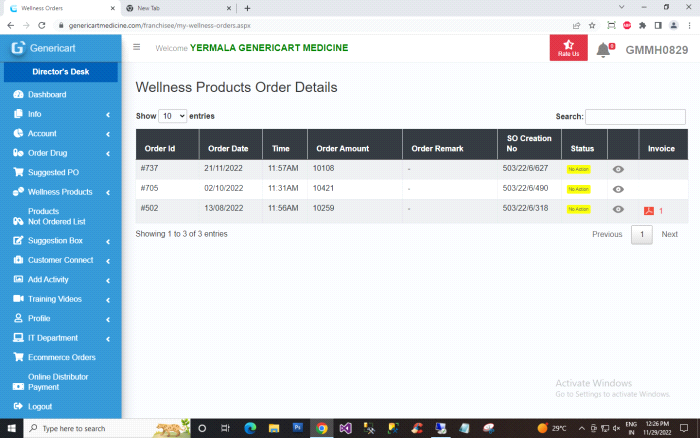 Wellness Orders
New Tab
genericartmedicine.com/franchisee/my-wellness-orders.aspx
Genericart
Welcome YERMALA GENERICART MEDICINE
Rate Us
GMMH0829
Director's Desk
Dashboard
Info
Account
Order Drug
Suggested PO
Wellness Products
Products
Not Ordered List
Suggestion Box
Customer Connect
Add Activity
Training Videos
Profile
IT Department
Ecommerce Orders
Online Distributor
Payment
Logout
Wellness Products Order Details
Show 10 entries
Search:
Order Id Order Date Time Order Amount Order Remark SO Creation No Status Invoice
#737 21/11/2022 11:57AM 10108 - 503/22/6/627 No Action
#705 02/10/2022 11:31AM 10421 - 503/22/6/490 No Action
#502 13/08/2022 11:56AM 10259 - 503/22/6/318 No Action 1
Showing 1 to 3 of 3 entries
Previous 1 Next
Activate Windows
Go to Settings to activate Windows.
Type here to search
29°C
ENG
IN
12:26 PM
11/29/2022